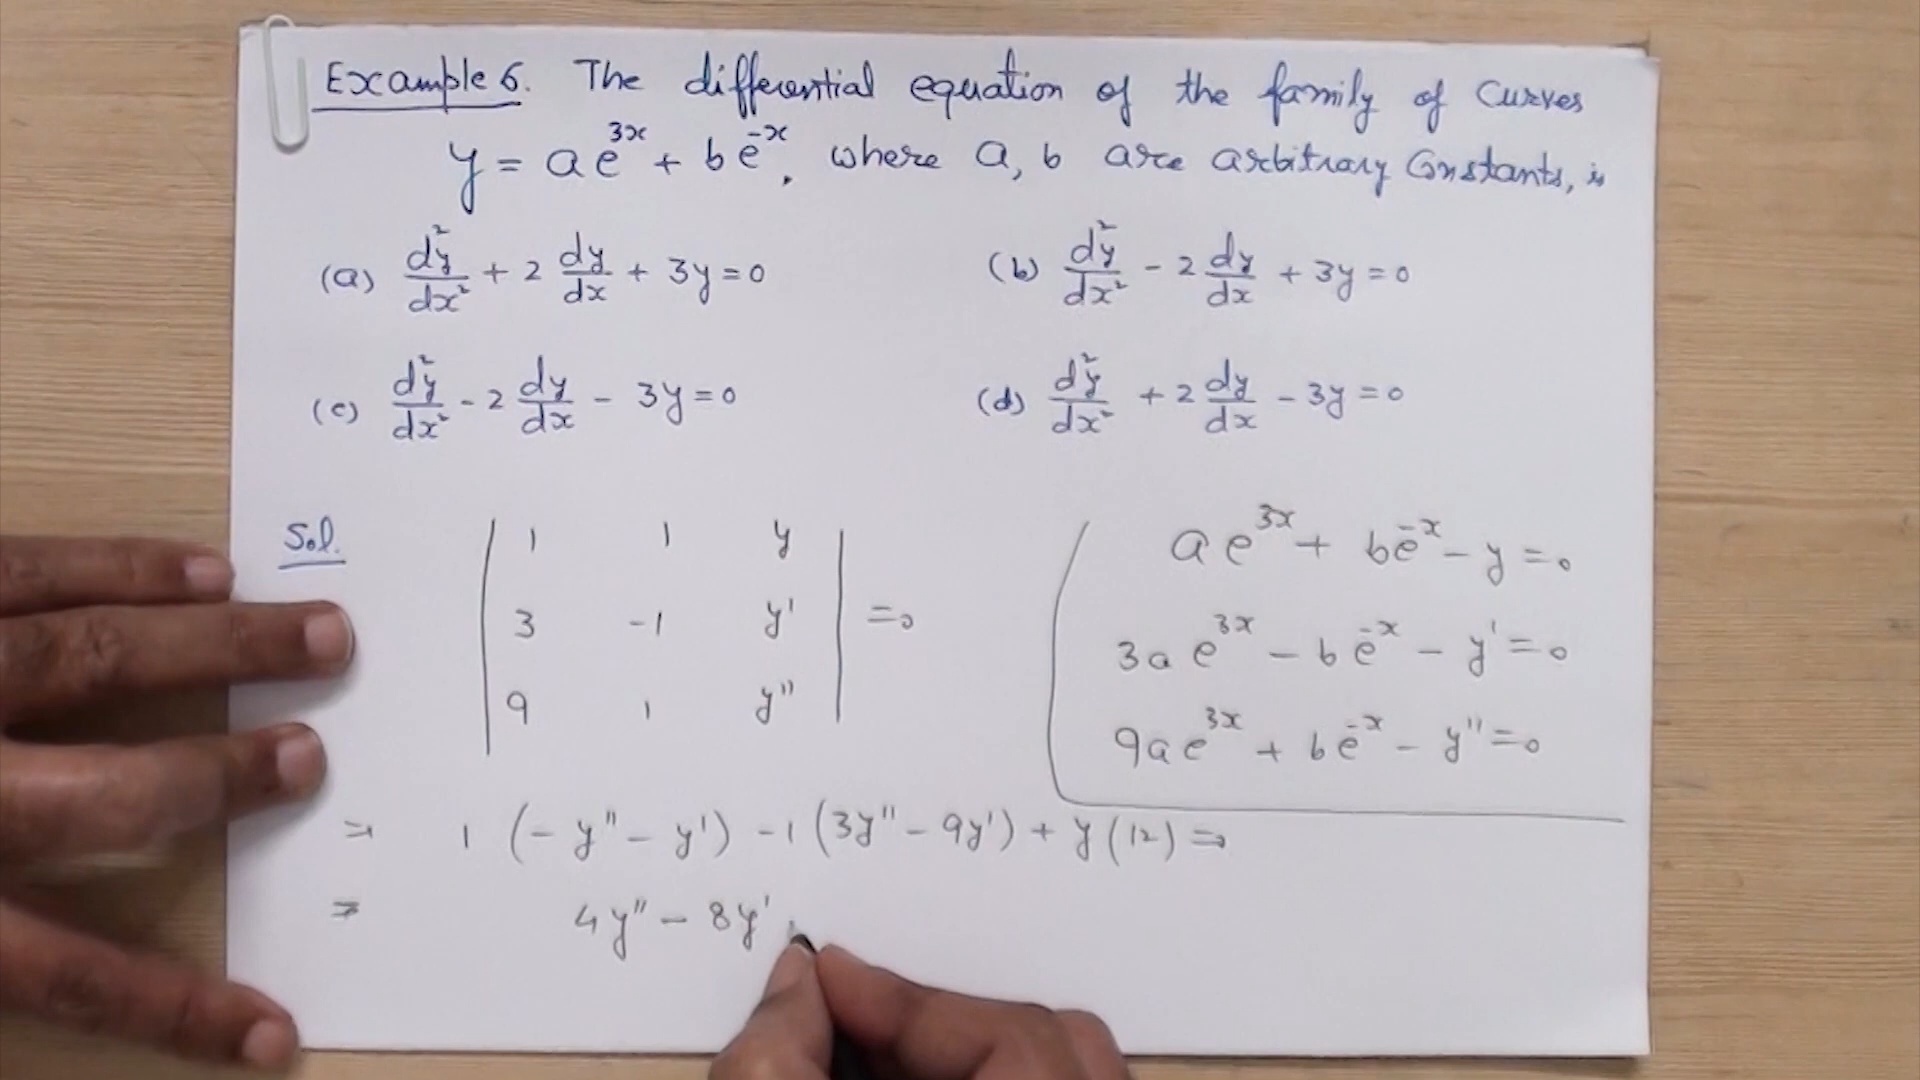 Example 6. The differential equation of the family of Curves
y = ae^{3x} + be^{-x}, where a, b are arbitrary Constants, is
(a) d²y/dx² + 2 dy/dx + 3y = 0 (b) d²y/dx² - 2 dy/dx + 3y = 0
(c) d²y/dx² - 2 dy/dx - 3y = 0 (d) d²y/dx² + 2 dy/dx - 3y = 0
Sol.
| 1 1 y |
| 3 -1 y' | = 0
| 9 1 y'' |
ae^{3x} + be^{-x} - y = 0
3ae^{3x} - be^{-x} - y' = 0
9ae^{3x} + be^{-x} - y'' = 0
⇒ 1 (-y'' - y') - 1 (3y'' - 9y') + y (12) = 0
⇒ 4y'' - 8y'